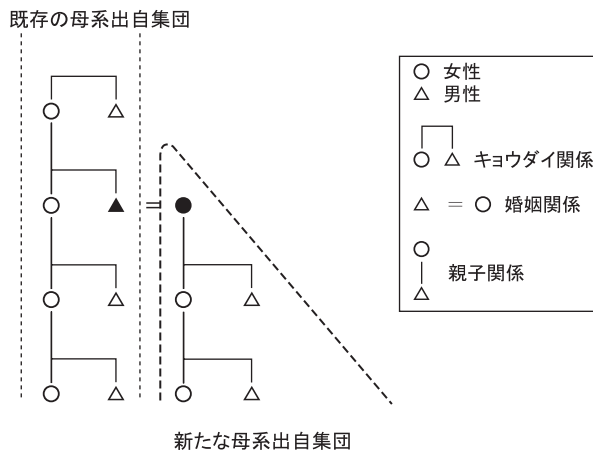 既存の母系出自集団
女性
男性
キョウダイ関係
婚姻関係
親子関係
新たな母系出自集団